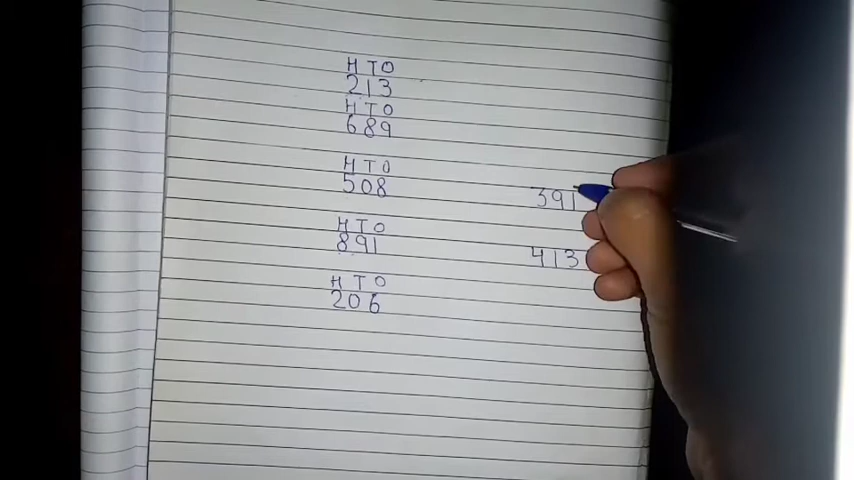 H T O
213
H T O
689
H T O
508
H T O
891
H T O
206
391
413